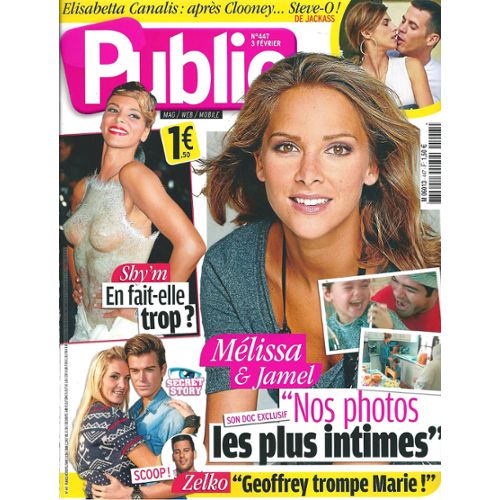 Elisabetta Canalis : après Clooney... Steve-O !
DE JACKASS
Public
N°447
3 FÉVRIER
MAG / WEB / MOBILE
1€
,50
Shy'm
En fait-elle
trop ?
Mélissa
& Jamel
SON DOC EXCLUSIF
"Nos photos
les plus intimes"
SECRET
STORY
SCOOP !
Zelko "Geoffrey trompe Marie !"